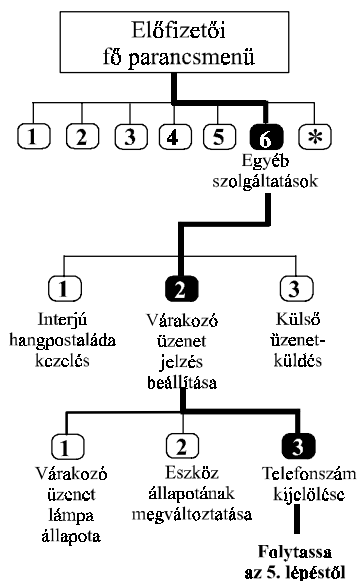 Előfizetői
fő parancsmenü
1 2 3 4 5 6 *
Egyéb
szolgáltatások
1 2 3
Interjú
hangpostaláda
kezelés
Várakozó
üzenet
jelzés
beállítása
Külső
üzenet-
küldés
1 2 3
Várakozó
üzenet
lámpa
állapota
Eszköz
állapotának
megváltoztatása
Telefonszám
kijelölése
Folytassa
az 5. lépéstől